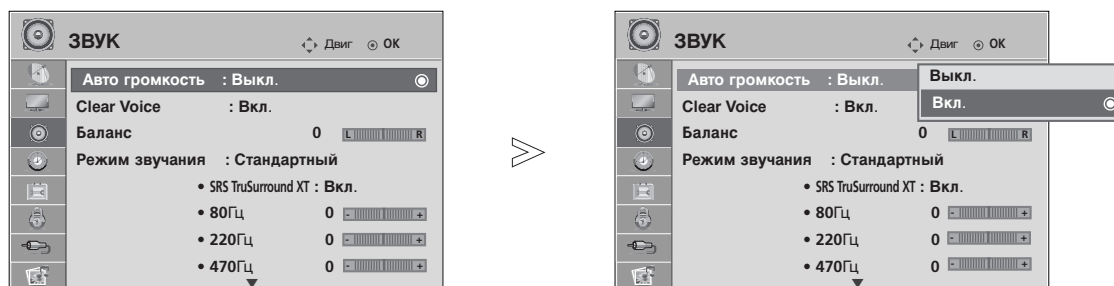 ЗВУК Двиг OK
Авто громкость : Выкл.
Clear Voice : Вкл.
Баланс 0 L R
Режим звучания : Стандартный
• SRS TruSurround XT : Вкл.
• 80Гц 0 - +
• 220Гц 0 - +
• 470Гц 0 - +
ЗВУК Двиг OK
Авто громкость : Выкл.
Выкл.
Вкл.
Clear Voice : Вкл.
Баланс 0 L R
Режим звучания : Стандартный
• SRS TruSurround XT : Вкл.
• 80Гц 0 - +
• 220Гц 0 - +
• 470Гц 0 - +